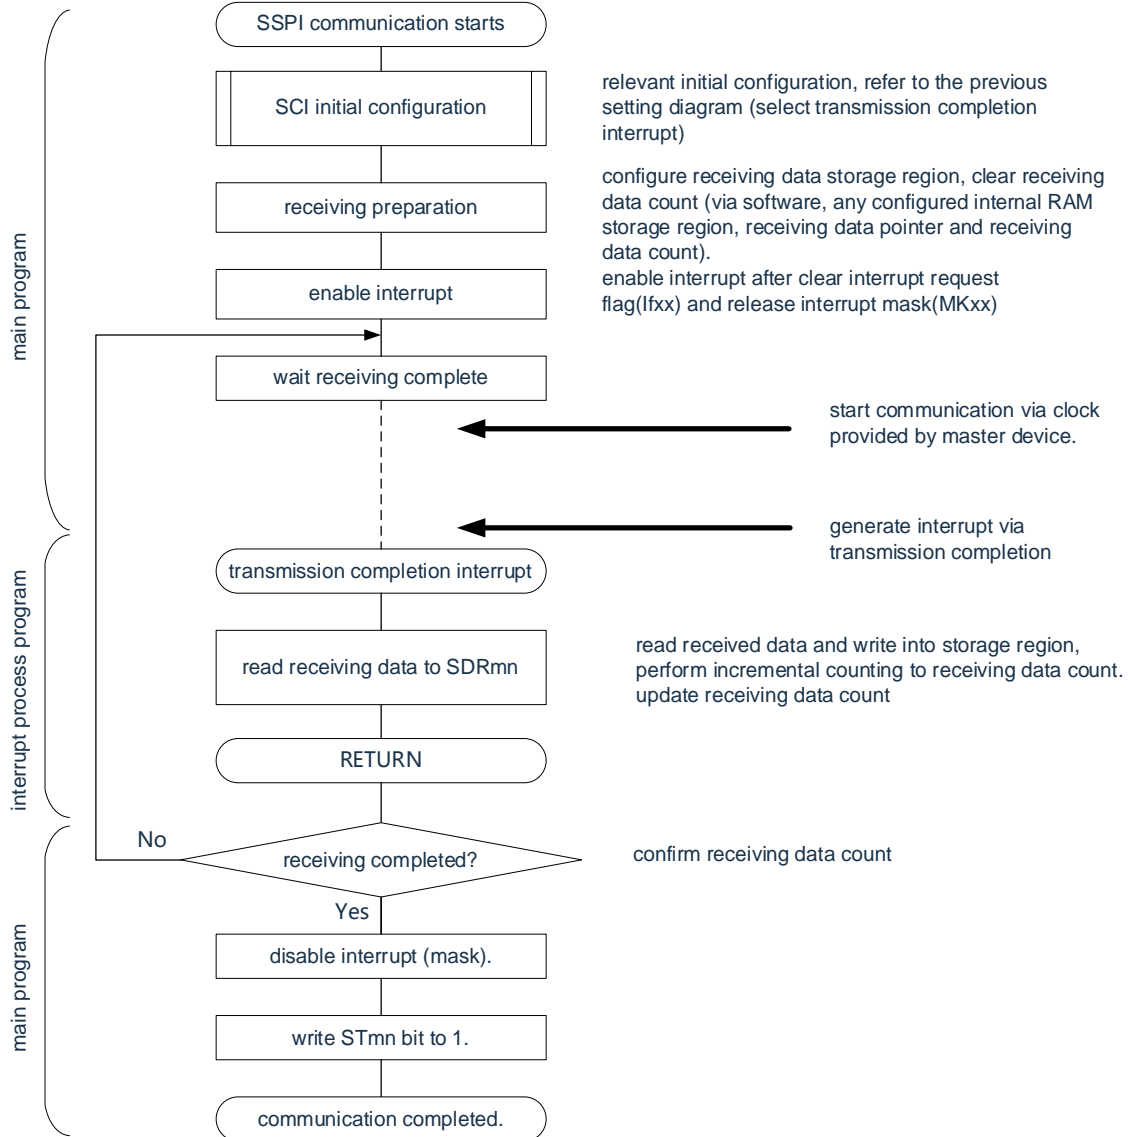 SSPI communication starts
SCI initial configuration
relevant initial configuration, refer to the previous
setting diagram (select transmission completion
interrupt)
receiving preparation
configure receiving data storage region, clear receiving
data count (via software, any configured internal RAM
storage region, receiving data pointer and receiving
data count).
enable interrupt
enable interrupt after clear interrupt request
flag(Ifxx) and release interrupt mask(MKxx)
main program
wait receiving complete
start communication via clock
provided by master device.
generate interrupt via
transmission completion
transmission completion interrupt
read receiving data to SDRmn
read received data and write into storage region,
perform incremental counting to receiving data count.
update receiving data count
interrupt process program
RETURN
No
receiving completed?
confirm receiving data count
Yes
disable interrupt (mask).
main program
write STmn bit to 1.
communication completed.